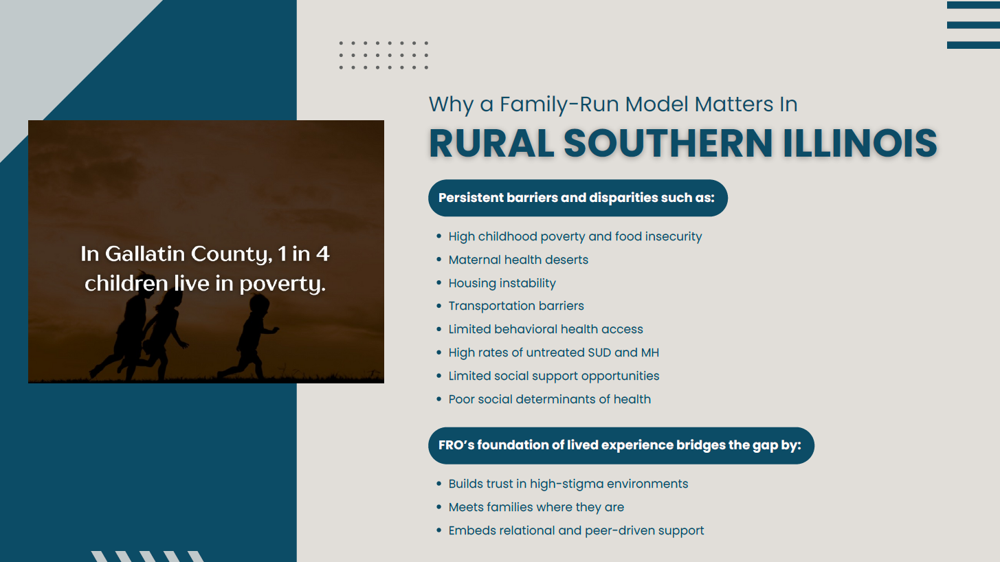 Why a Family-Run Model Matters In
RURAL SOUTHERN ILLINOIS
In Gallatin County, 1 in 4
children live in poverty.
Persistent barriers and disparities such as:
• High childhood poverty and food insecurity
• Maternal health deserts
• Housing instability
• Transportation barriers
• Limited behavioral health access
• High rates of untreated SUD and MH
• Limited social support opportunities
• Poor social determinants of health
FRO’s foundation of lived experience bridges the gap by:
• Builds trust in high-stigma environments
• Meets families where they are
• Embeds relational and peer-driven support